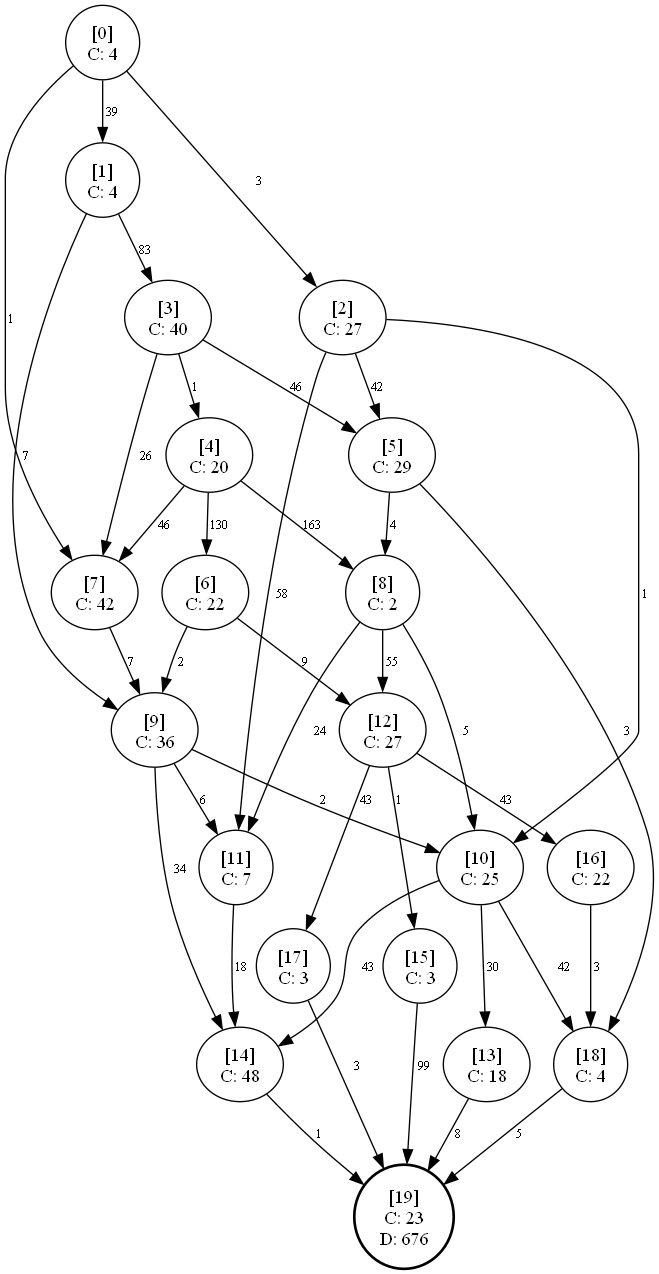 [0]
C: 4
39
3
[1]
C: 4
83
1
[3]
C: 40
[2]
C: 27
1
46
42
7
26
[4]
C: 20
[5]
C: 29
46
130
163
4
58
1
[7]
C: 42
[6]
C: 22
[8]
C: 2
7
2
9
55
24
5
3
[9]
C: 36
[12]
C: 27
6
2
43
1
43
34
[11]
C: 7
[10]
C: 25
[16]
C: 22
18
[17]
C: 3
43
[15]
C: 3
30
42
3
[14]
C: 48
3
99
[13]
C: 18
[18]
C: 4
1
8
5
[19]
C: 23
D: 676